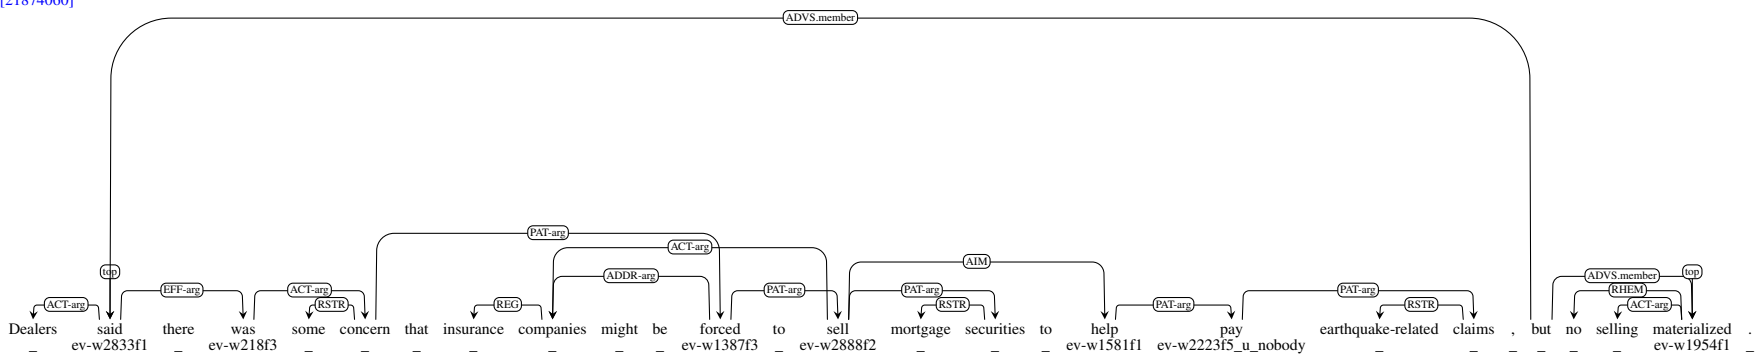 [21874060]
ADVS.member
PAT-arg
ACT-arg
AIM
top ADDR-arg ADVS.member top
EFF-arg ACT-arg PAT-arg PAT-arg PAT-arg RHEM
ACT-arg RSTR REG RSTR PAT-arg RSTR ACT-arg
Dealers said there was some concern that insurance companies might be forced to sell mortgage securities to help pay earthquake-related claims , but no selling materialized .
_ ev-w2833f1 _ ev-w218f3 _ _ _ _ _ _ _ ev-w1387f3 _ ev-w2888f2 _ _ _ ev-w1581f1 ev-w2223f5_u_nobody _ _ _ _ _ _ ev-w1954f1 _